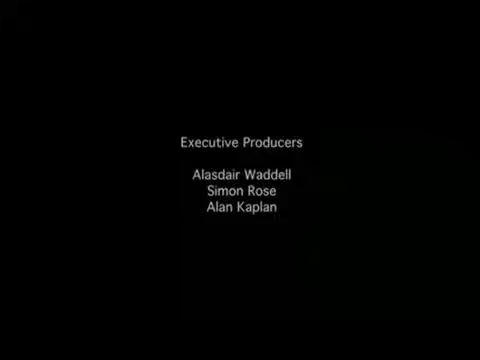 Executive Producers
Alasdair Waddell
Simon Rose
Alan Kaplan